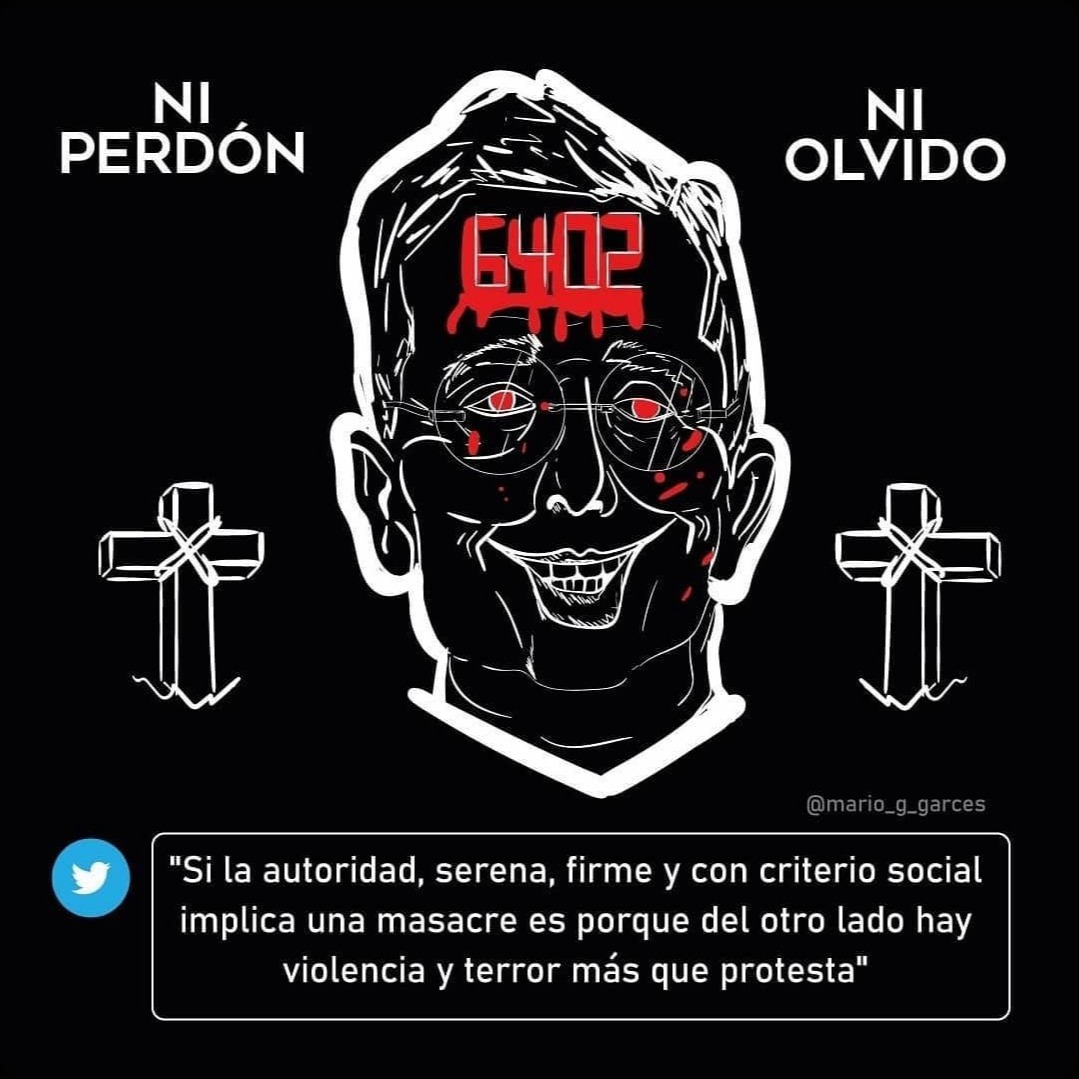 NI
PERDÓN
NI
OLVIDO
6402
@mario_g_garces
"Si la autoridad, serena, firme y con criterio social
implica una masacre es porque del otro lado hay
violencia y terror más que protesta"